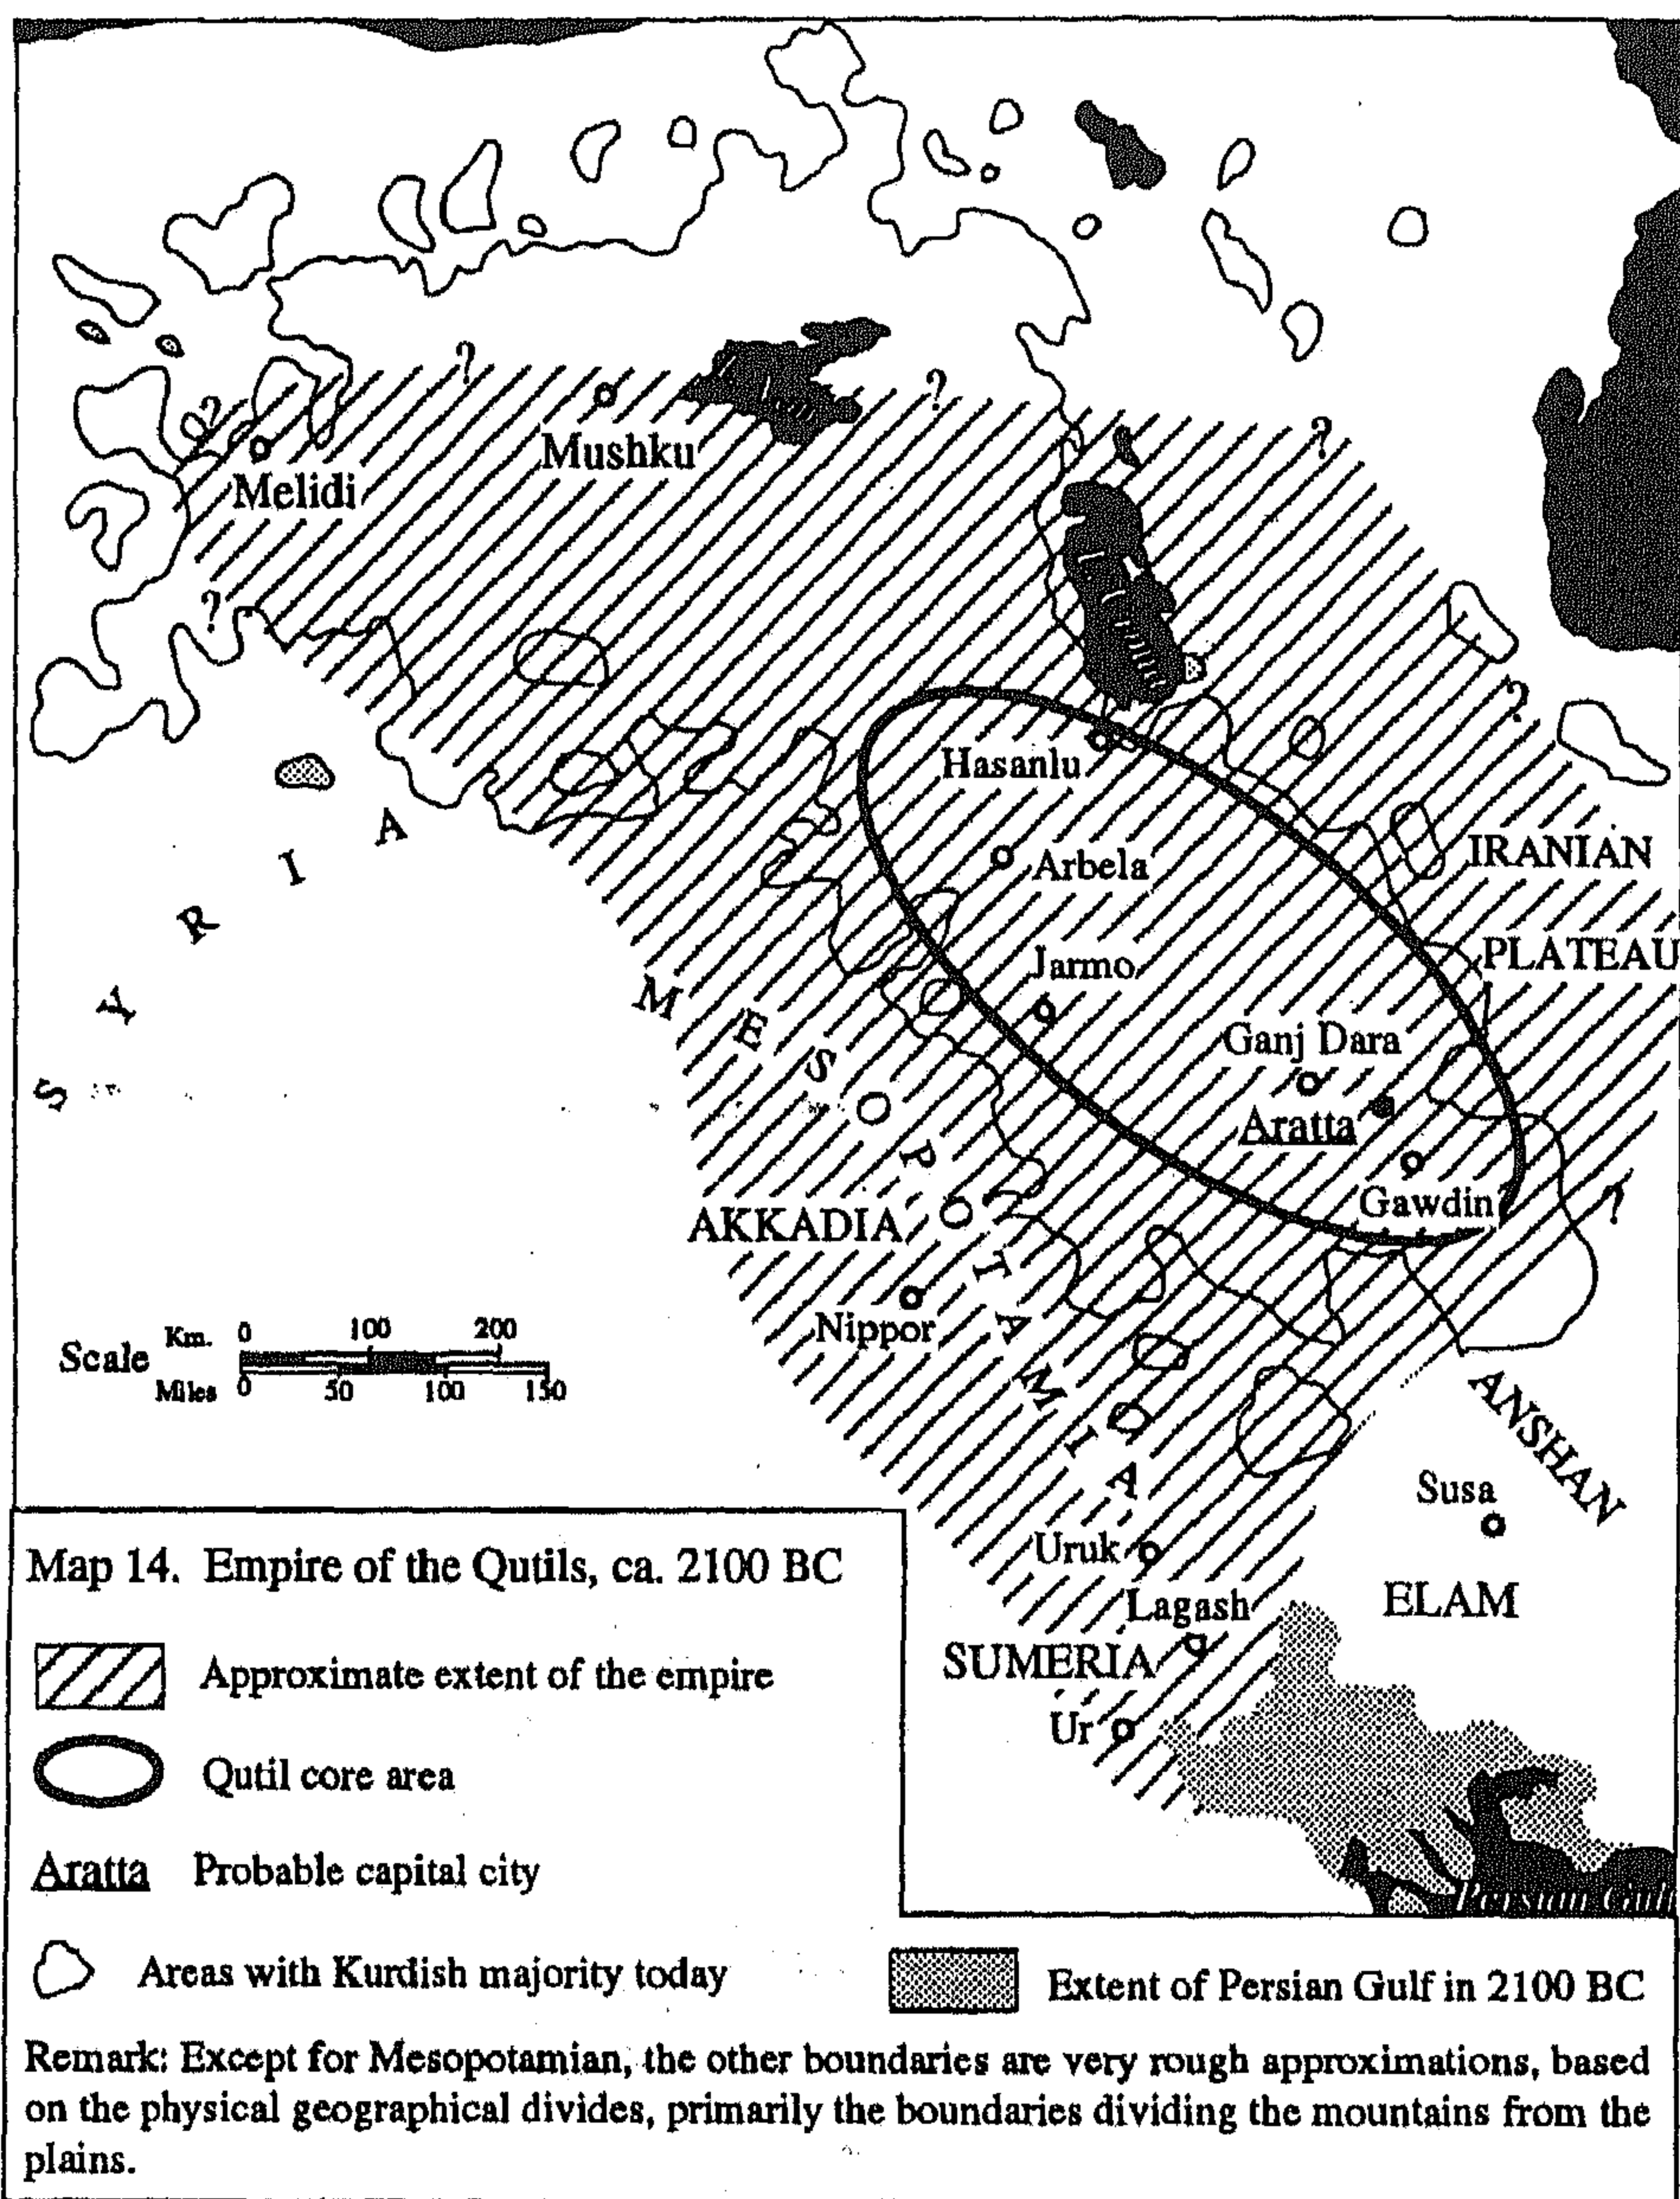 ?
?
?
?
Mushku
Melidi
?
L. Urmia
?
Hasanlu
IRANIAN
Arbela
SYRIA
PLATEAU
Jarmo
MESOPOTAMIA
Ganj Dara
Aratta
Gawdin
?
AKKADIA
Nippor
Scale
Km. 0 100 200
Miles 0 50 100 150
ANSHAN
Susa
Uruk
ELAM
Lagash
SUMERIA
Ur
Persian Gulf
Map 14. Empire of the Qutils, ca. 2100 BC
Approximate extent of the empire
Qutil core area
Aratta Probable capital city
Areas with Kurdish majority today
Extent of Persian Gulf in 2100 BC
Remark: Except for Mesopotamian, the other boundaries are very rough approximations, based
on the physical geographical divides, primarily the boundaries dividing the mountains from the
plains.